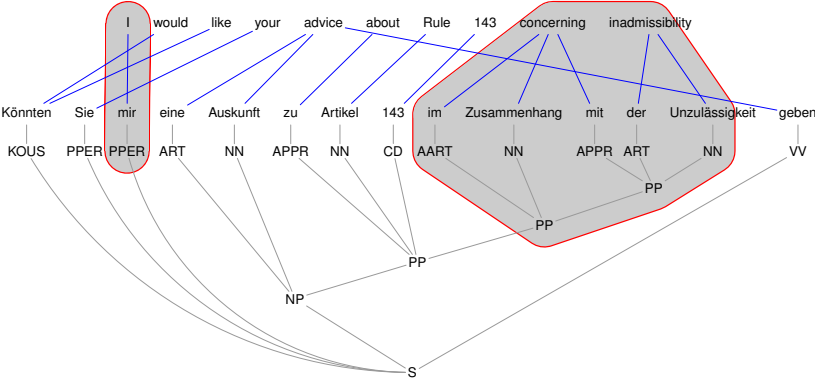 I would like your advice about Rule 143 concerning inadmissibility
Könnten Sie mir eine Auskunft zu Artikel 143 im Zusammenhang mit der Unzulässigkeit geben
KOUS PPER PPER ART NN APPR NN CD AART NN APPR ART NN VV
PP
PP
PP
NP
S